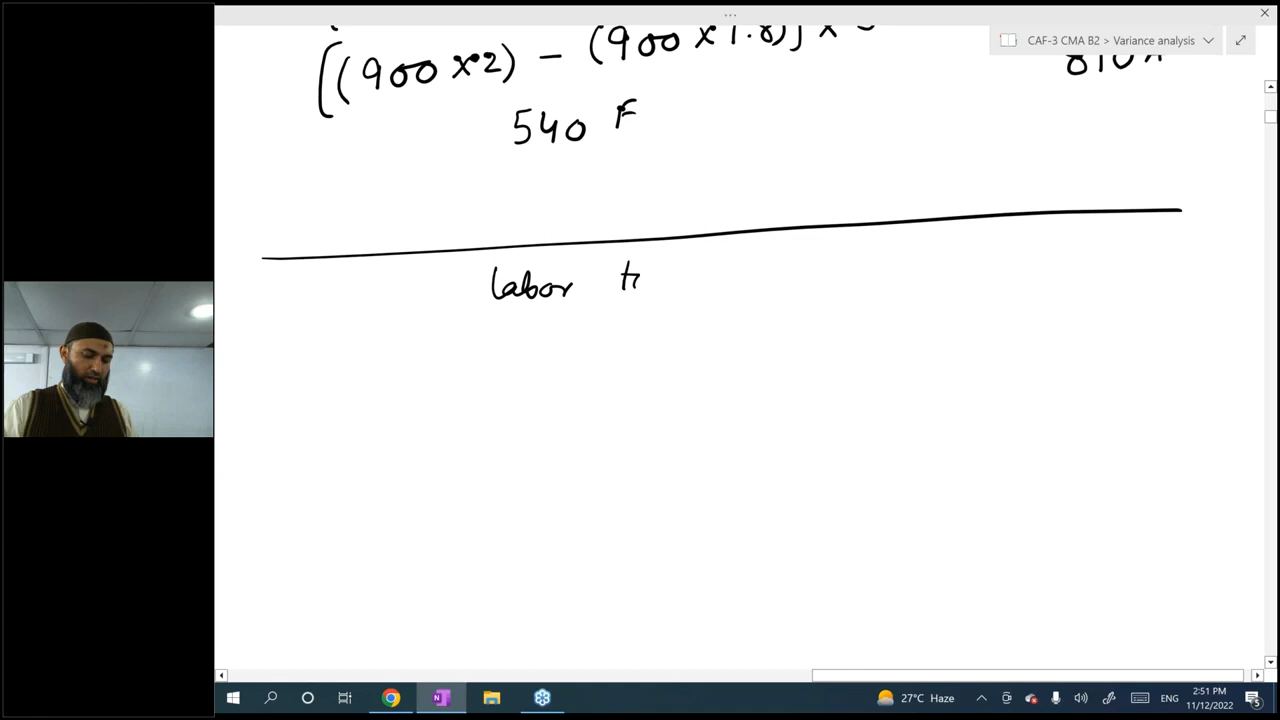 CAF-3 CMA B2 > Variance analysis
[(900 × 2) - (900 × 1.8)] ×
540 F
labor
27°C Haze
ENG
2:51 PM
11/12/2022
5